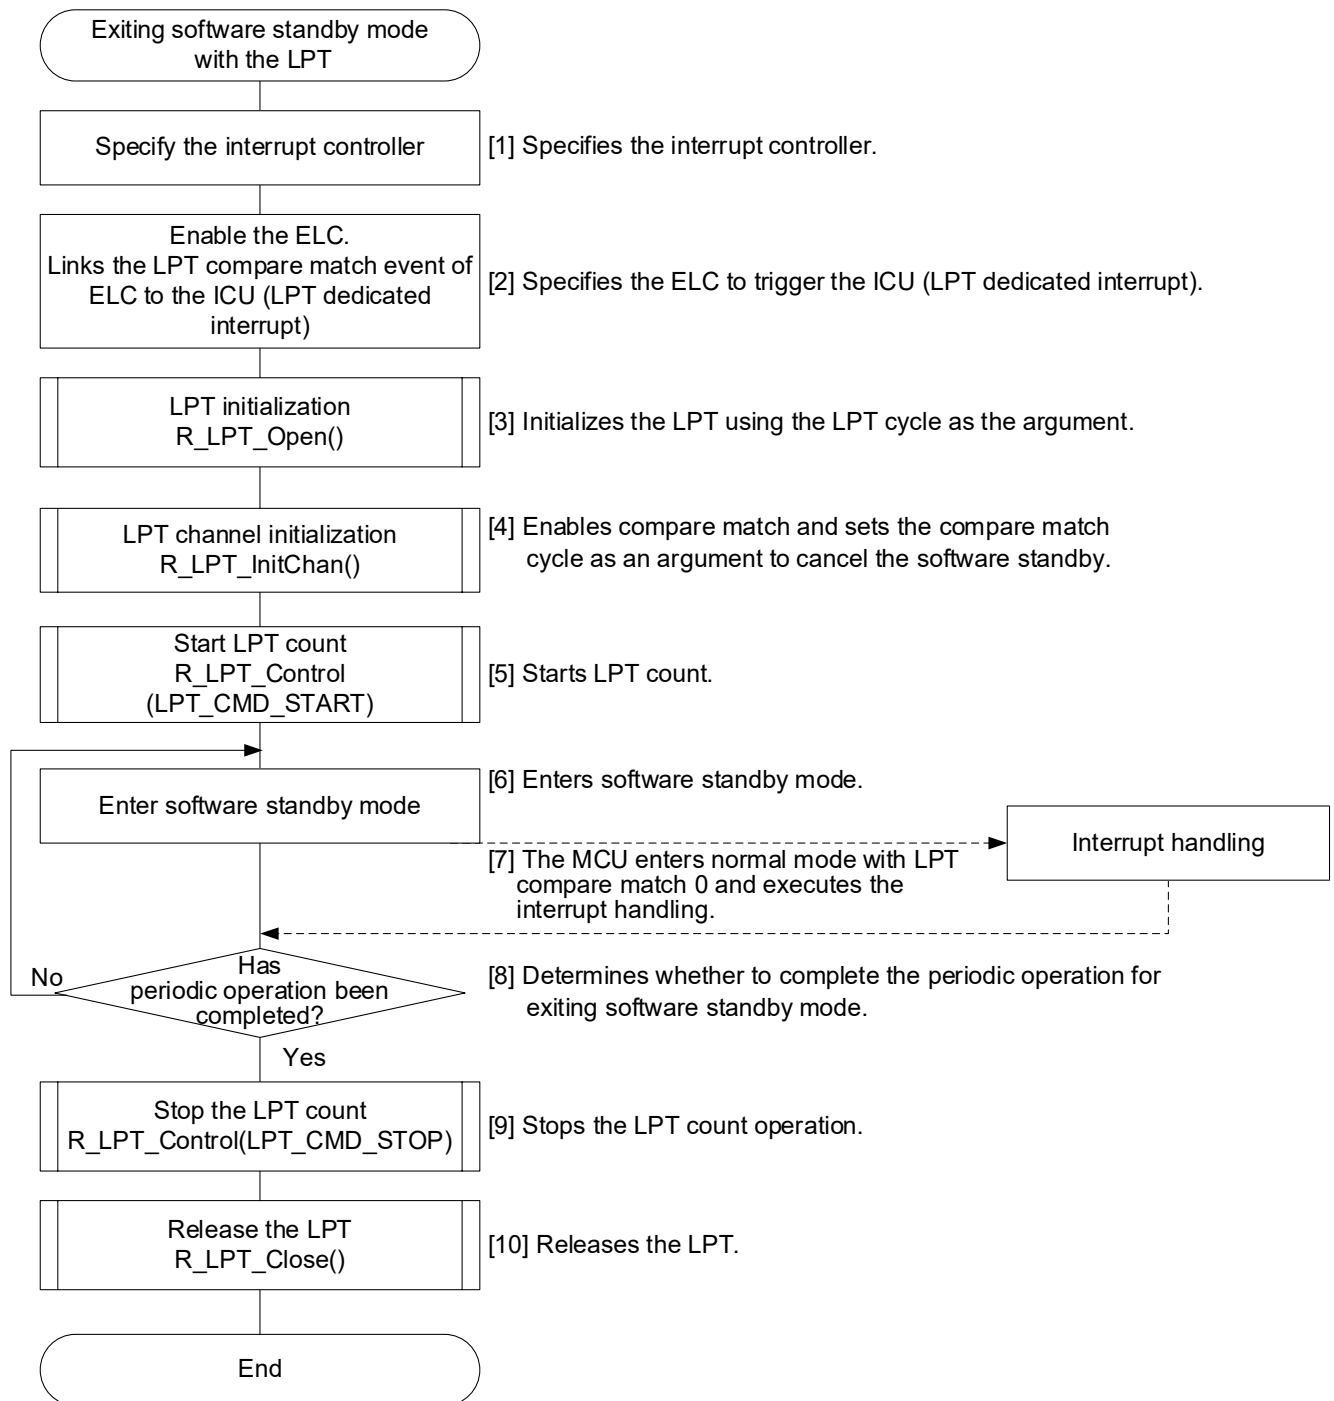 Exiting software standby mode
with the LPT
Specify the interrupt controller
[1] Specifies the interrupt controller.
Enable the ELC.
Links the LPT compare match event of
ELC to the ICU (LPT dedicated
interrupt)
[2] Specifies the ELC to trigger the ICU (LPT dedicated interrupt).
LPT initialization
R_LPT_Open()
[3] Initializes the LPT using the LPT cycle as the argument.
LPT channel initialization
R_LPT_InitChan()
[4] Enables compare match and sets the compare match
cycle as an argument to cancel the software standby.
Start LPT count
R_LPT_Control
(LPT_CMD_START)
[5] Starts LPT count.
Enter software standby mode
[6] Enters software standby mode.
Interrupt handling
[7] The MCU enters normal mode with LPT
compare match 0 and executes the
interrupt handling.
Has
periodic operation been
completed?
No
Yes
[8] Determines whether to complete the periodic operation for
exiting software standby mode.
Stop the LPT count
R_LPT_Control(LPT_CMD_STOP)
[9] Stops the LPT count operation.
Release the LPT
R_LPT_Close()
[10] Releases the LPT.
End